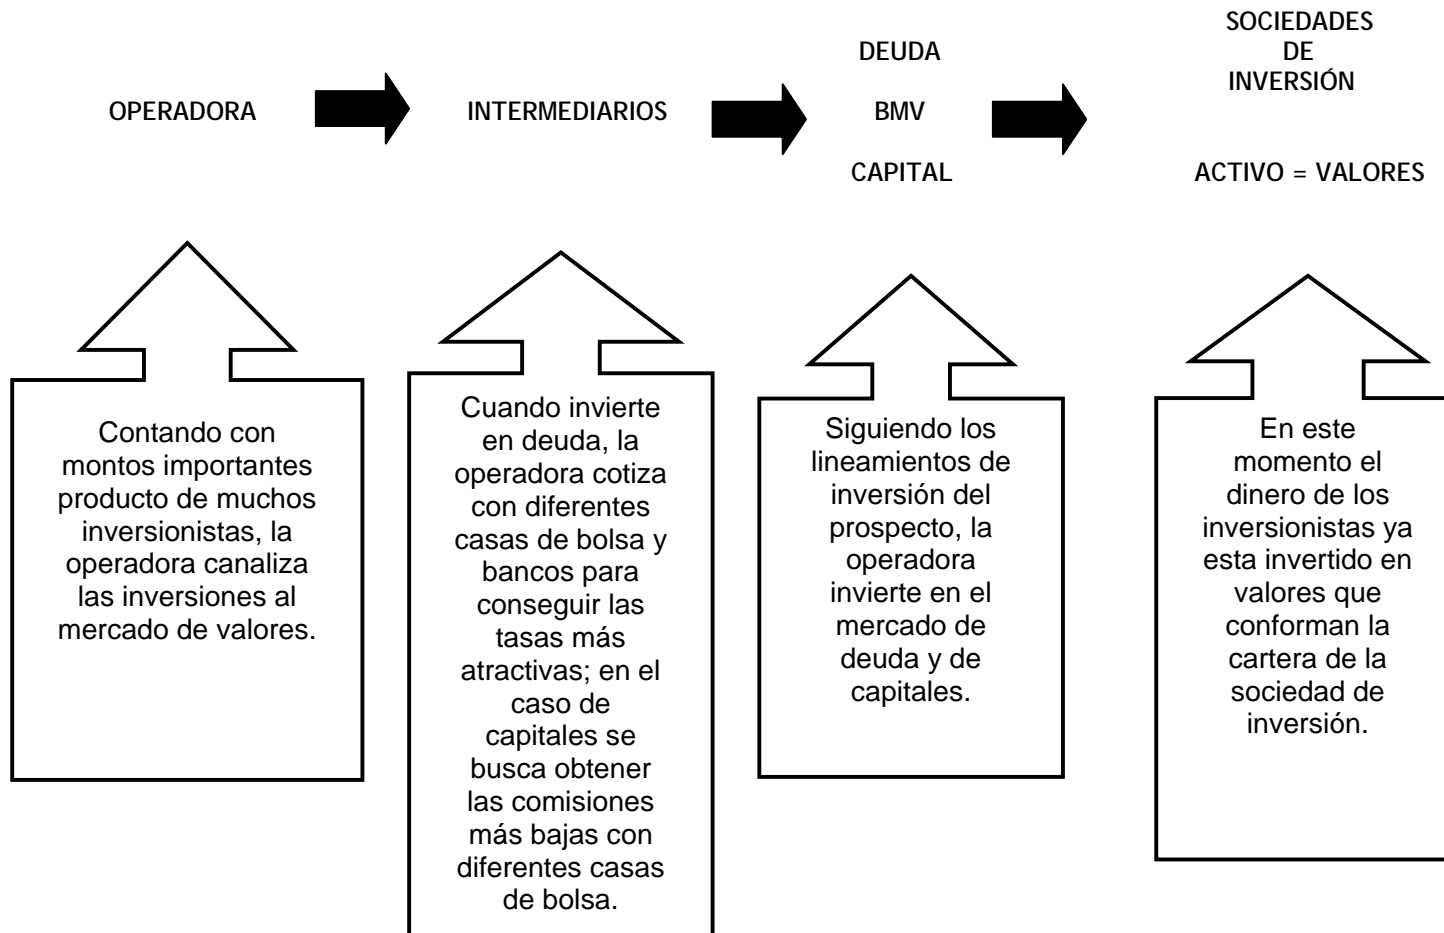 OPERADORA
INTERMEDIARIOS
DEUDA
BMV
CAPITAL
SOCIEDADES
DE
INVERSIÓN
ACTIVO = VALORES
Contando con
montos importantes
producto de muchos
inversionistas, la
operadora canaliza
las inversiones al
mercado de valores.
Cuando invierte
en deuda, la
operadora cotiza
con diferentes
casas de bolsa y
bancos para
conseguir las
tasas más
atractivas; en el
caso de
capitales se
busca obtener
las comisiones
más bajas con
diferentes casas
de bolsa.
Siguiendo los
lineamientos de
inversión del
prospecto, la
operadora
invierte en el
mercado de
deuda y de
capitales.
En este
momento el
dinero de los
inversionistas ya
esta invertido en
valores que
conforman la
cartera de la
sociedad de
inversión.